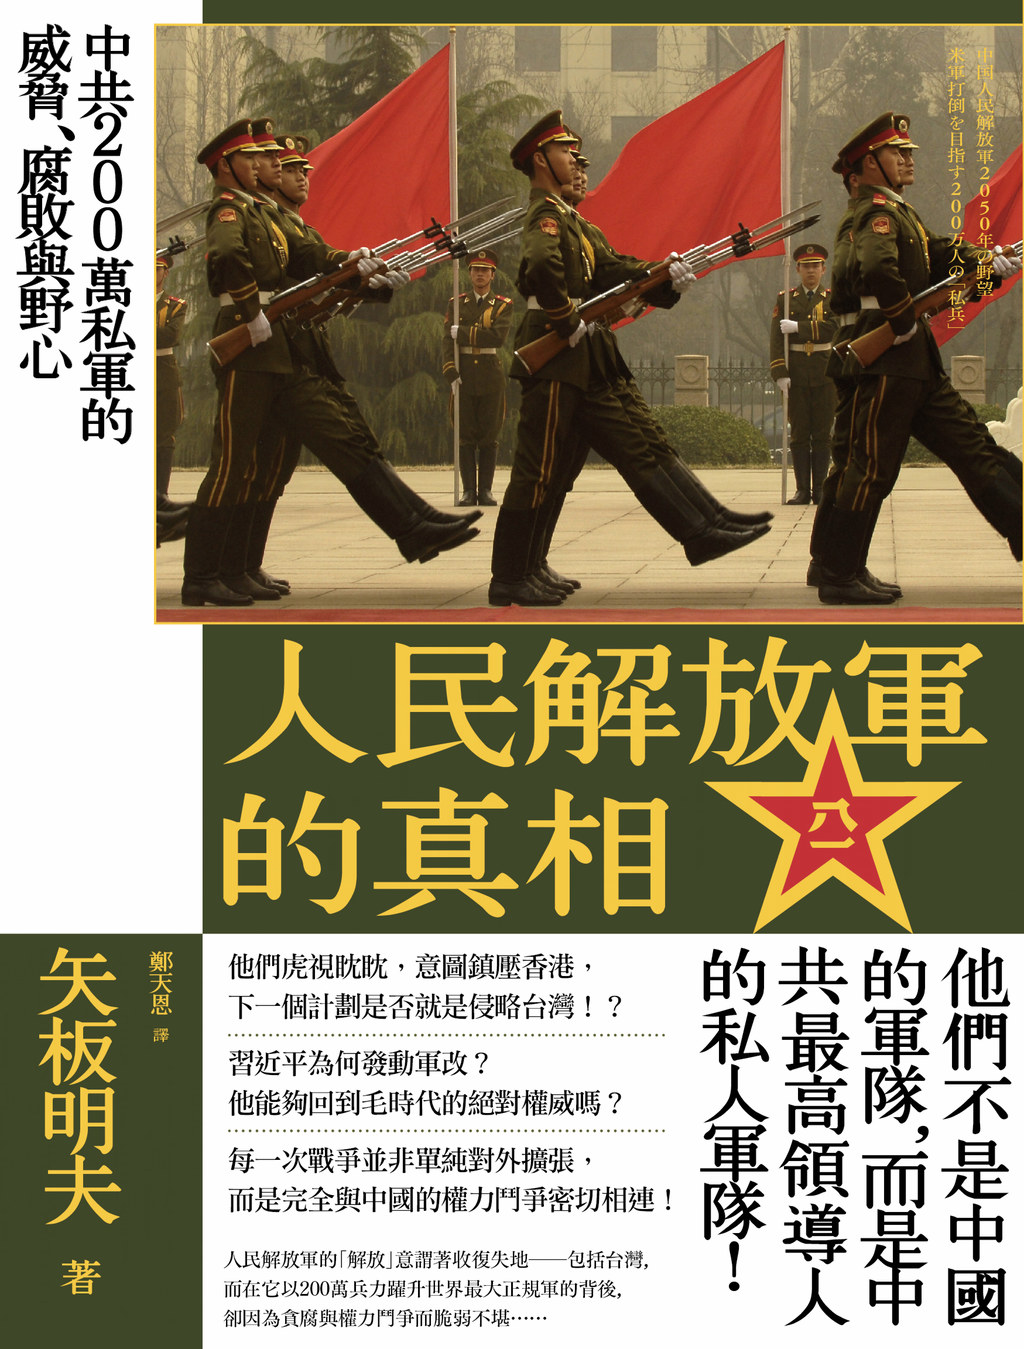 中共200萬私軍的
威脅、腐敗與野心
中国人民解放軍2050年の野望
米軍打倒を目指す200万人の「私兵」
人民解放軍
的真相
八一
他們不是中國
的軍隊，而是中
共最高領導人
的私人軍隊！
他們虎視眈眈，意圖鎮壓香港，
下一個計劃是否就是侵略台灣！？
習近平為何發動軍改？
他能夠回到毛時代的絕對權威嗎？
每一次戰爭並非單純對外擴張，
而是完全與中國的權力鬥爭密切相連！
人民解放軍的「解放」意謂著收復失地──包括台灣，
而在它以200萬兵力躍升世界最大正規軍的背後，
卻因為貪腐與權力鬥爭而脆弱不堪⋯⋯
鄭天恩 譯
矢板明夫 著